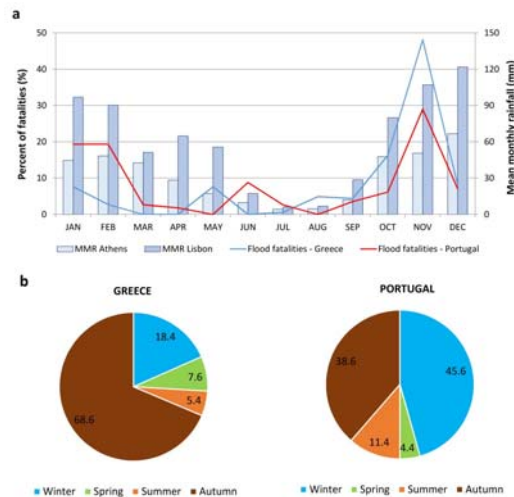 a
Percent of fatalities (%)
50
40
30
20
10
0
150
120
90
60
30
0
Mean monthly rainfall (mm)
JAN FEB MAR APR MAY JUN JUL AUG SEP OCT NOV DEC
MMR Athens MMR Lisbon Flood fatalities - Greece Flood fatalities - Portugal
b
GREECE PORTUGAL
18.4
7.6
5.4
68.6
38.6
45.6
11.4
4.4
Winter Spring Summer Autumn Winter Spring Summer Autumn